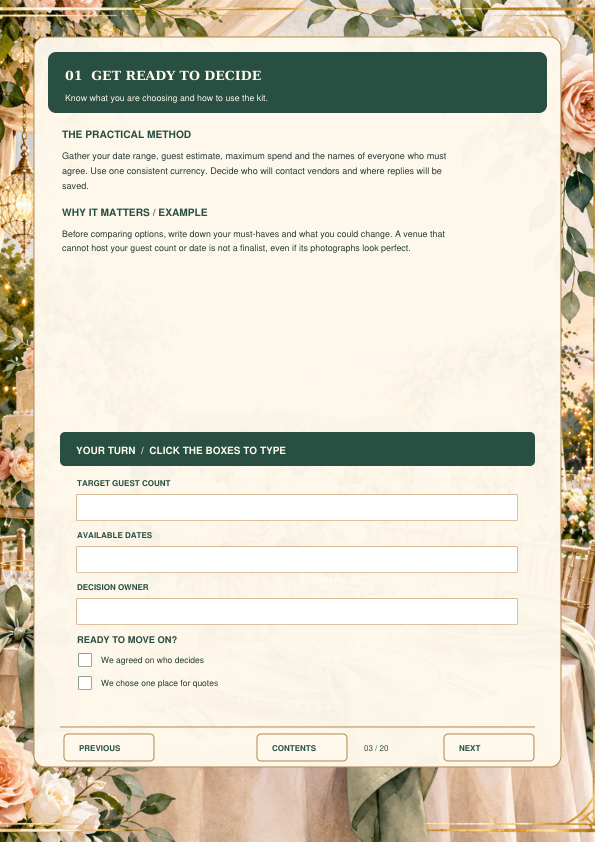 01 GET READY TO DECIDE
Know what you are choosing and how to use the kit.
THE PRACTICAL METHOD
Gather your date range, guest estimate, maximum spend and the names of everyone who must
agree. Use one consistent currency. Decide who will contact vendors and where replies will be
saved.
WHY IT MATTERS / EXAMPLE
Before comparing options, write down your must-haves and what you could change. A venue that
cannot host your guest count or date is not a finalist, even if its photographs look perfect.
YOUR TURN / CLICK THE BOXES TO TYPE
TARGET GUEST COUNT
AVAILABLE DATES
DECISION OWNER
READY TO MOVE ON?
We agreed on who decides
We chose one place for quotes
PREVIOUS CONTENTS 03 / 20 NEXT